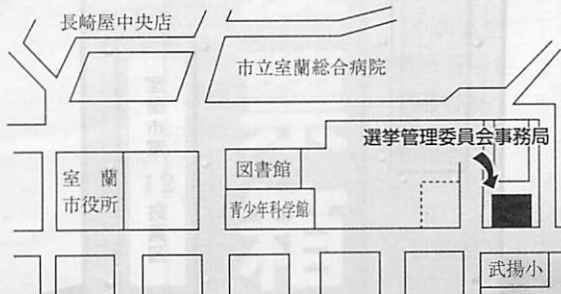 長崎屋中央店
市立室蘭総合病院
選挙管理委員会事務局
図書館
室蘭
市役所
青少年科学館
武揚小